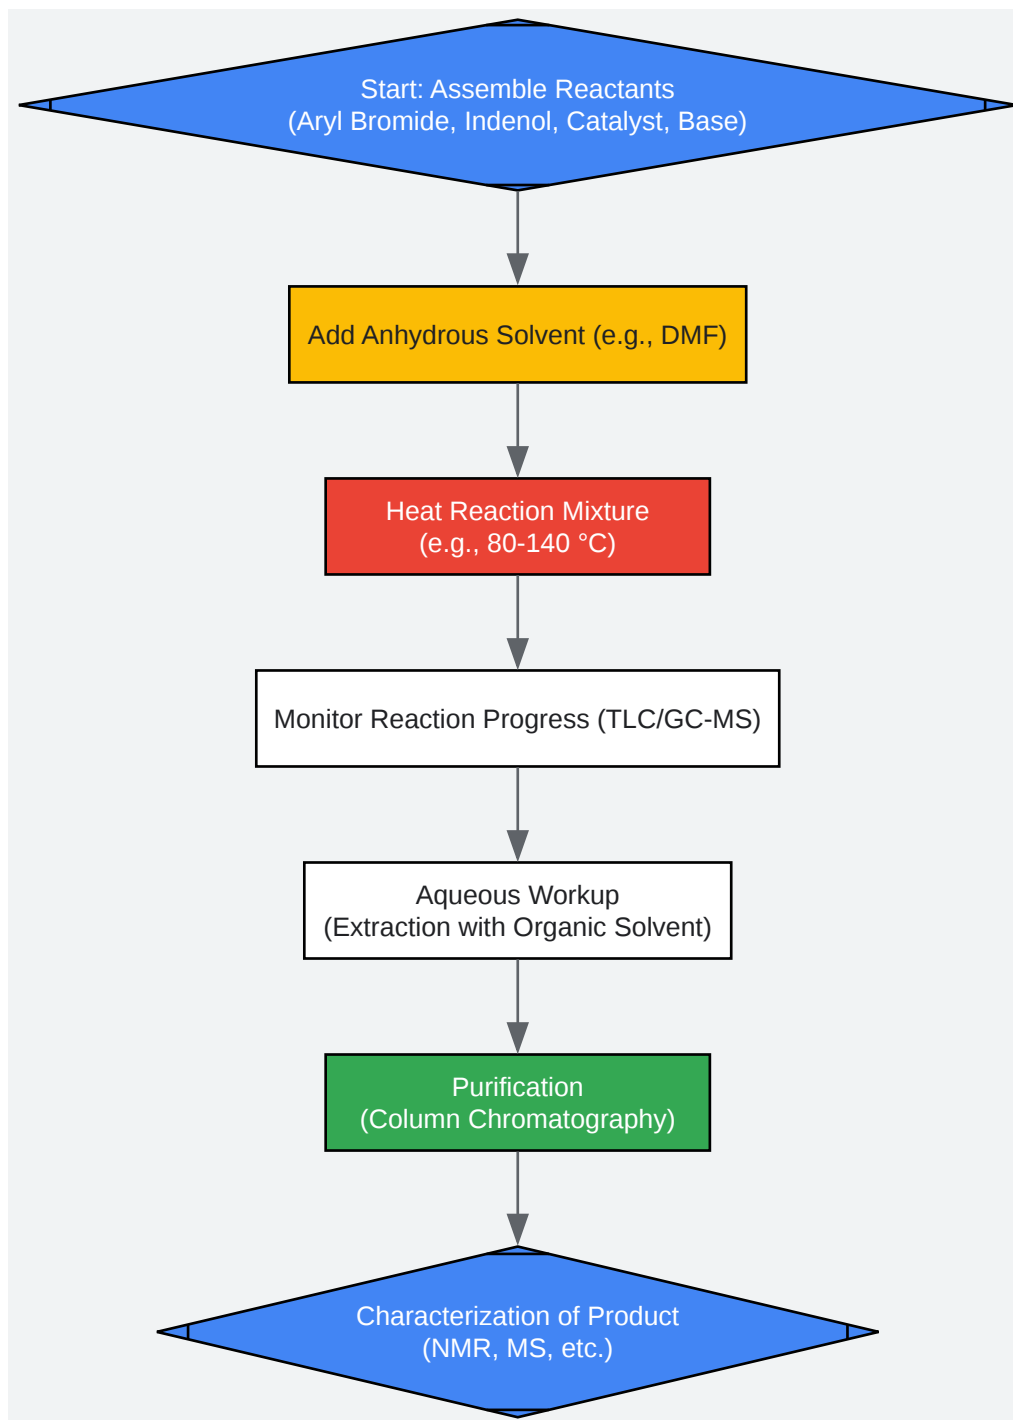 Start: Assemble Reactants
(Aryl Bromide, Indenol, Catalyst, Base)
Add Anhydrous Solvent (e.g., DMF)
Heat Reaction Mixture
(e.g., 80-140 °C)
Monitor Reaction Progress (TLC/GC-MS)
Aqueous Workup
(Extraction with Organic Solvent)
Purification
(Column Chromatography)
Characterization of Product
(NMR, MS, etc.)